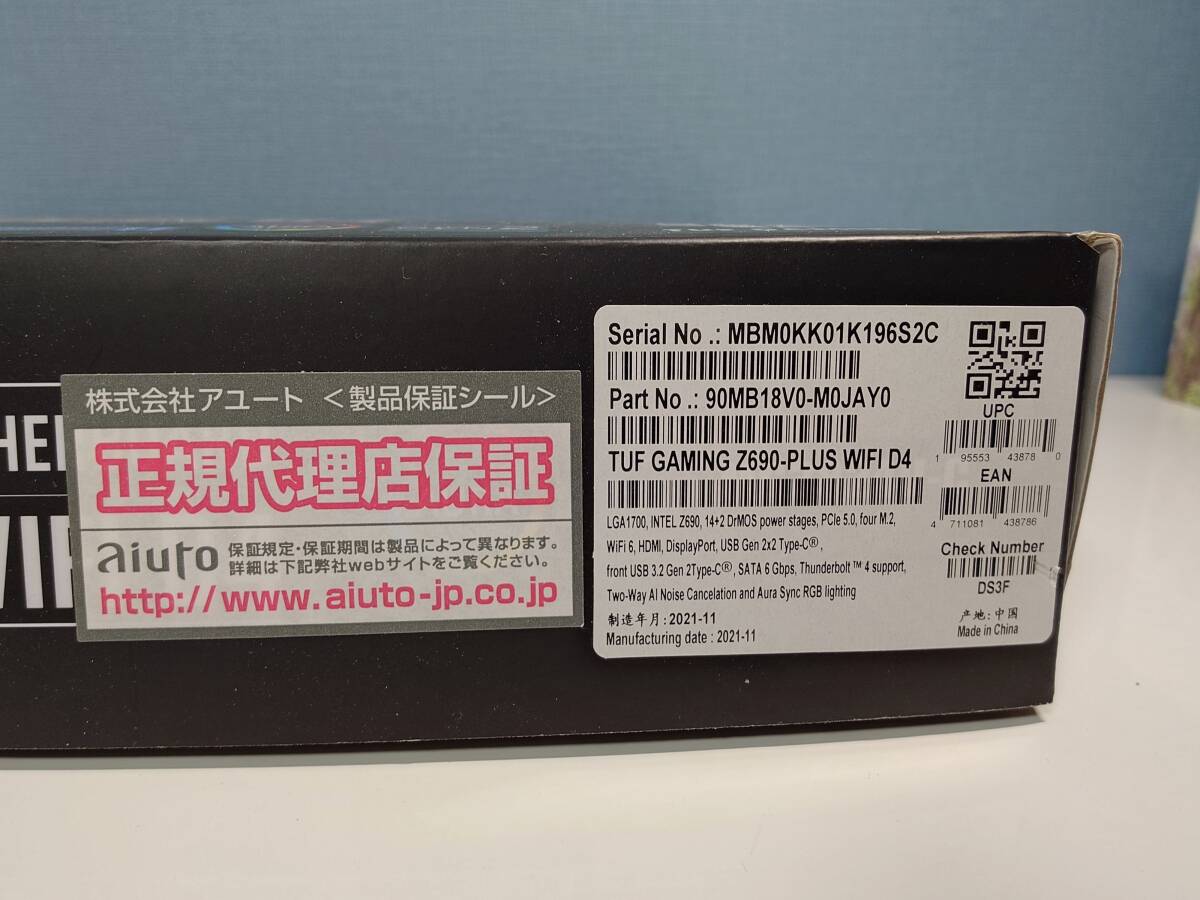 株式会社アユート <製品保証シール>
正規代理店保証
aiuto 保証規定・保証期間は製品によって異なります。
詳細は下記弊社webサイトをご覧ください。
http://www.aiuto-jp.co.jp
Serial No .: MBM0KK01K196S2C
Part No .: 90MB18V0-M0JAY0
TUF GAMING Z690-PLUS WIFI D4
LGA1700, INTEL Z690, 14+2 DrMOS power stages, PCIe 5.0, four M.2,
WiFi 6, HDMI, DisplayPort, USB Gen 2x2 Type-C® ,
front USB 3.2 Gen 2Type-C® , SATA 6 Gbps, Thunderbolt ™ 4 support,
Two-Way AI Noise Cancelation and Aura Sync RGB lighting
制造年月 : 2021-11
Manufacturing date : 2021-11
UPC
1 95553 43878 0
EAN
4 711081 438786
Check Number
DS3F
产地: 中国
Made in China